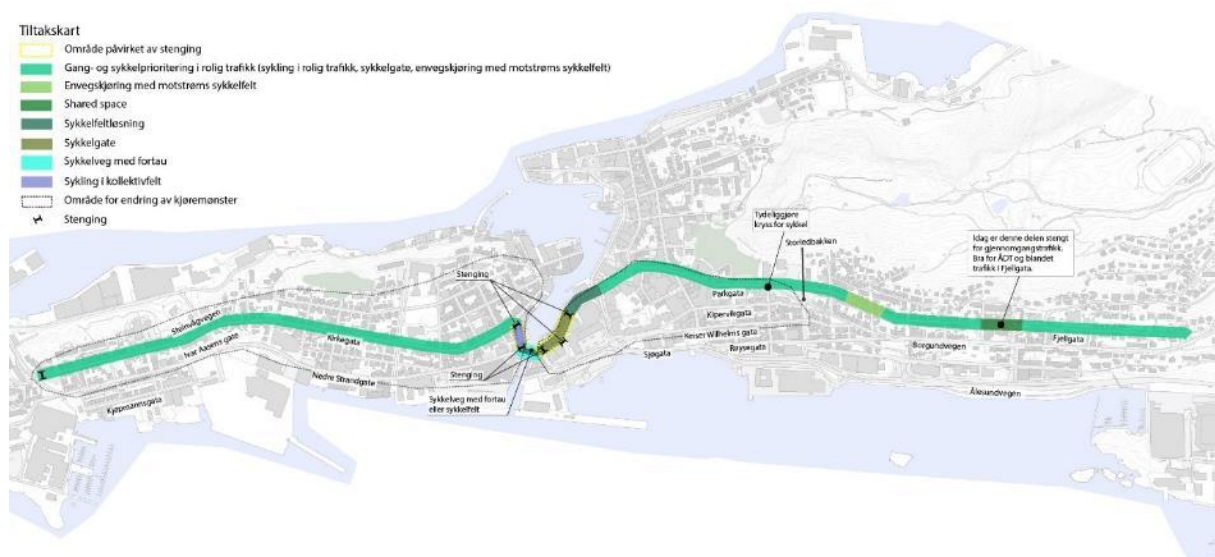 Tiltakskart
Område påvirket av stenging
Gang- og sykkelprioritering i rolig trafikk (sykling i rolig trafikk, sykkelgate, envegskjøring med motstrøms sykkelfelt)
Envegskjøring med motstrøms sykkelfelt
Shared space
Sykkelfeltløsning
Sykkelgate
Sykkelveg med fortau
Sykling i kollektivfelt
Område for endring av kjøremønster
Stenging
Tydeliggjøre
kryss for sykkel
Storledbakken
Idag er denne delen stengt
for gjennomgangstrafikk.
Bra for ÅDT og blandet
trafikk i Fjellgata.
Stenging
Parkgata
Kipervikgata
Keiser Wilhelms gate
Steinvågvegen
Kirkegata
Ivar Aasens gate
Nedre Strandgate
Kjøpmannsgata
Stenging
Sykkelveg med fortau
eller sykkelfelt
Sjøgata
Røysegata
Borgundvegen
Fjellgata
Ålesundvegen